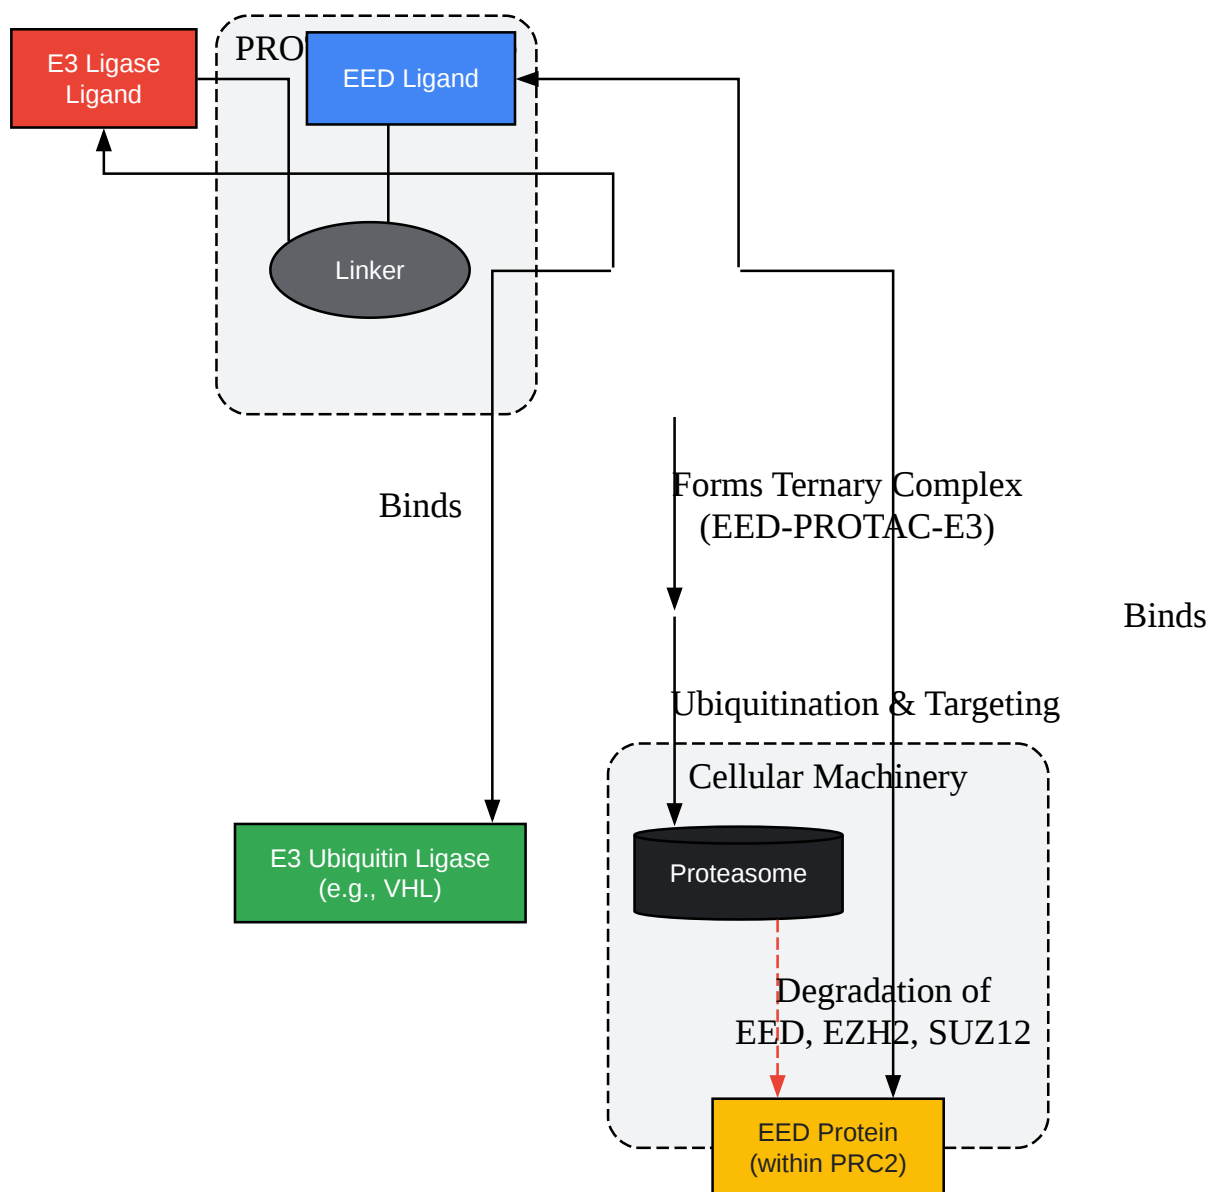 E3 Ligase
Ligand
EED Ligand
Linker
Binds
Forms Ternary Complex
(EED-PROTAC-E3)
Binds
Ubiquitination & Targeting
Cellular Machinery
E3 Ubiquitin Ligase
(e.g., VHL)
Proteasome
Degradation of
EED, EZH2, SUZ12
EED Protein
(within PRC2)